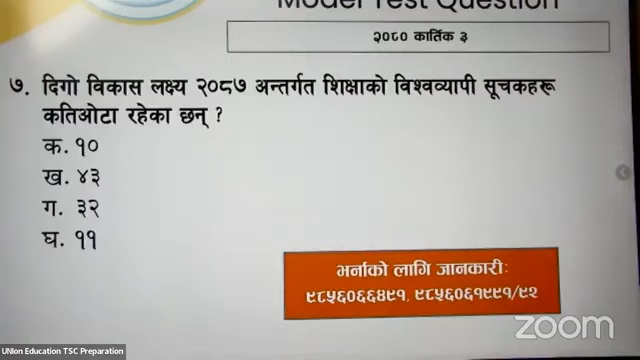 Model Test Question
२०८० कार्तिक ३
७. दिगो विकास लक्ष्य २०८७ अन्तर्गत शिक्षाको विश्वव्यापी सूचकहरू
कतिओटा रहेका छन् ?
क. १०
ख. ४३
ग. ३२
घ. ११
भर्नाको लागि जानकारीः
९८५६०६६४९१, ९८५६०६१९९१/९२
zoom
UNIon Education TSC Preparation